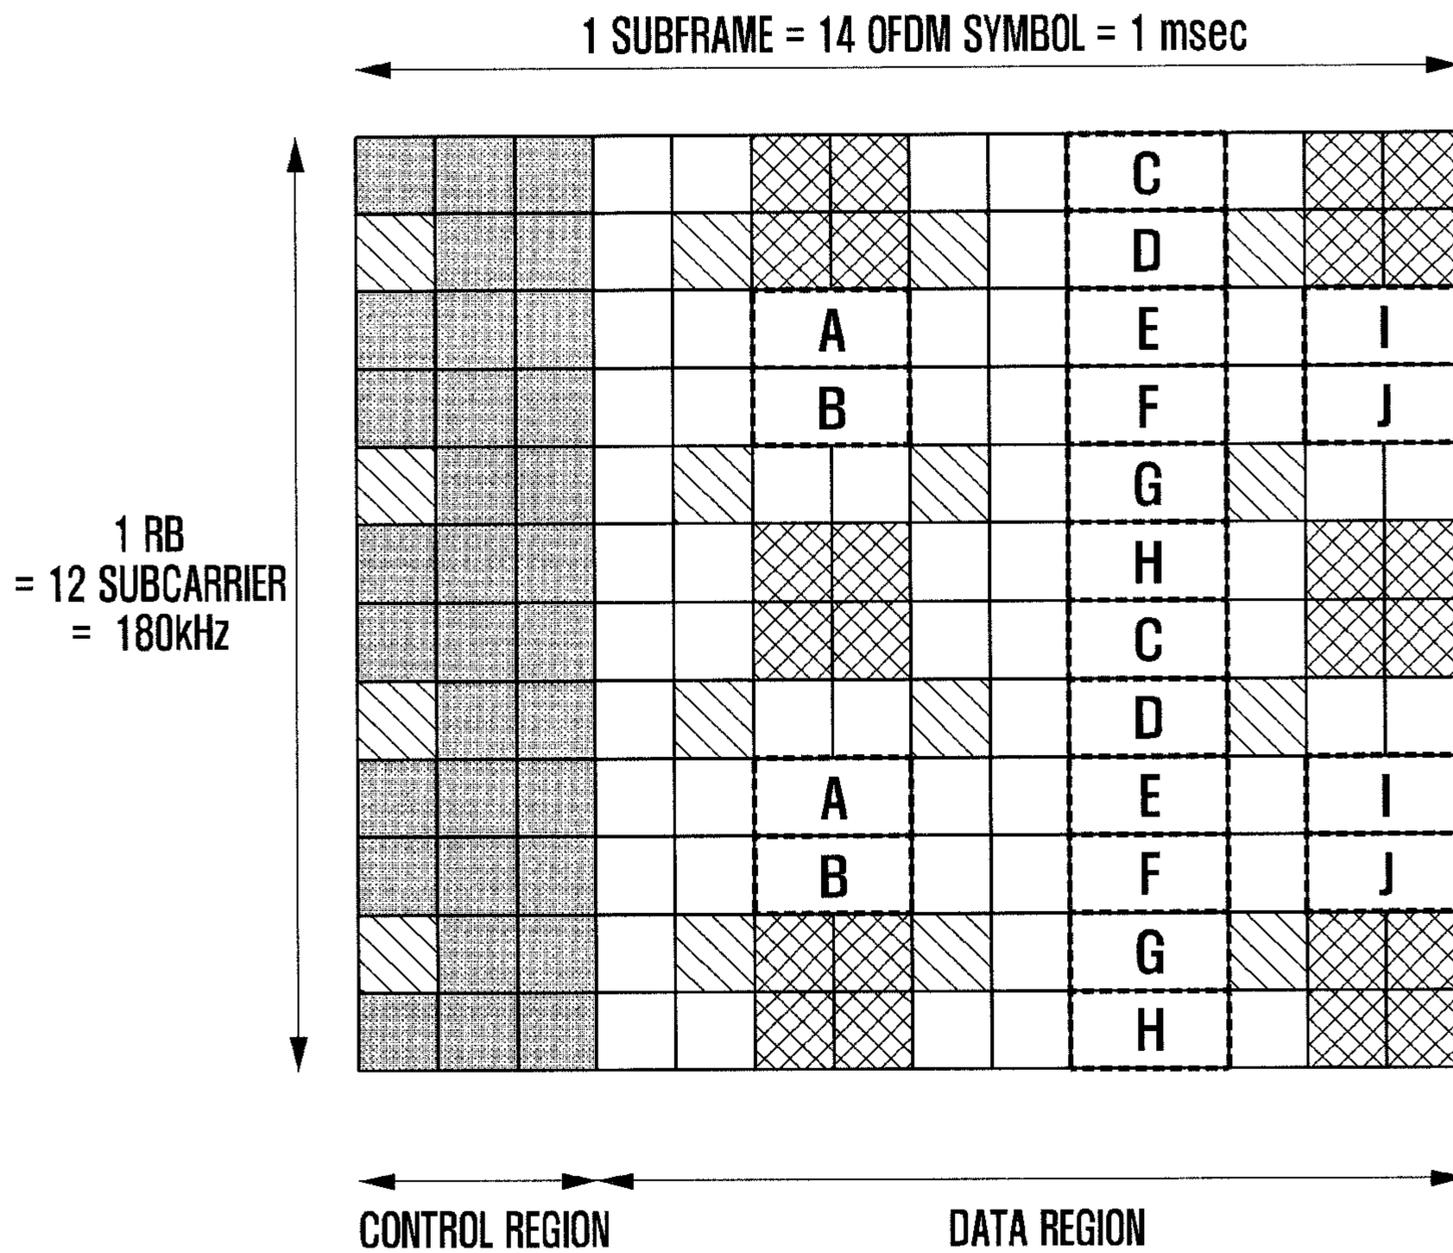 1 SUBFRAME = 14 OFDM SYMBOL = 1 msec
C
D
A E I
B F J
G
H
C
D
A E I
B F J
G
H
1 RB
= 12 SUBCARRIER
= 180kHz
CONTROL REGION DATA REGION